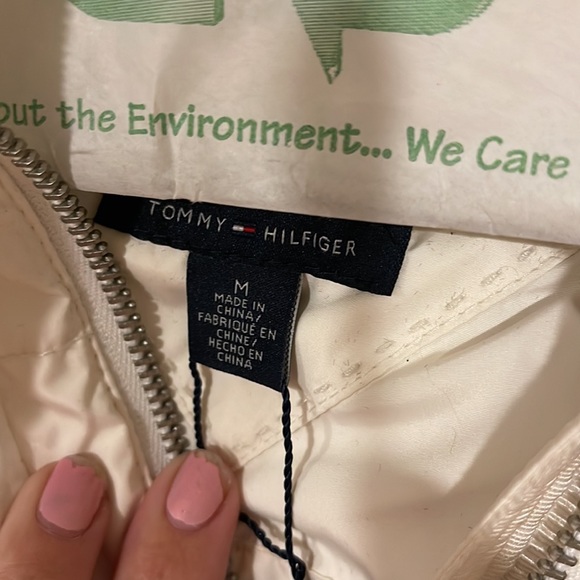 out the Environment... We Care
TOMMY HILFIGER
M
MADE IN
CHINA/
FABRIQUÉ EN
CHINE/
HECHO EN
CHINA